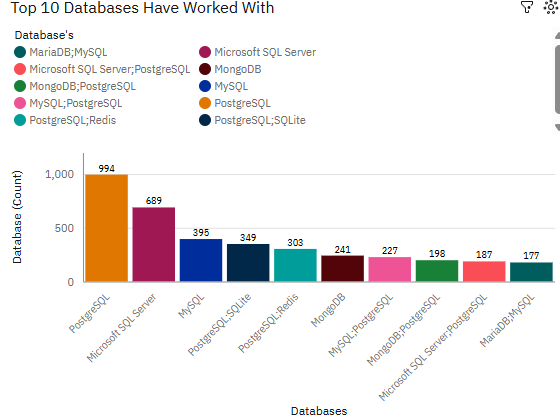 Top 10 Databases Have Worked With
Database's
MariaDB;MySQL
Microsoft SQL Server
Microsoft SQL Server;PostgreSQL
MongoDB
MongoDB;PostgreSQL
MySQL
MySQL;PostgreSQL
PostgreSQL
PostgreSQL;Redis
PostgreSQL;SQLite
Database (Count)
1,000
500
0
994
689
395
349
303
241
227
198
187
177
PostgreSQL
Microsoft SQL Server
MySQL
PostgreSQL;SQLite
PostgreSQL;Redis
MongoDB
MySQL;PostgreSQL
MongoDB;PostgreSQL
Microsoft SQL Server;PostgreSQL
MariaDB;MySQL
Databases